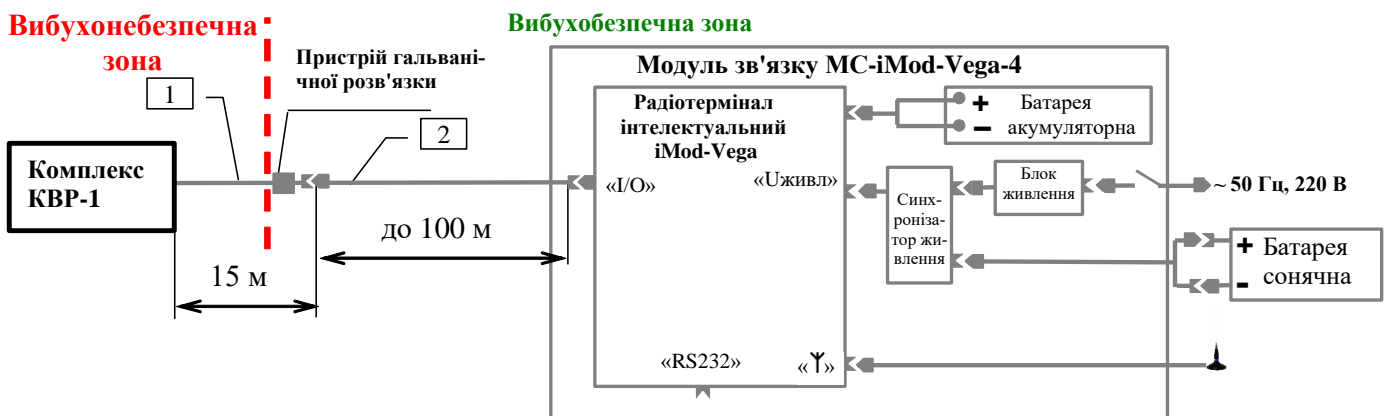 Вибухонебезпечна
зона
Вибухобезпечна зона
Пристрій гальвані-
чної розв'язки
1
2
Комплекс
КВР-1
до 100 м
15 м
Модуль зв'язку МС-iMod-Vega-4
Радіотермінал
інтелектуальний
iMod-Vega
«I/O»
«Uживл»
«RS232»
«Y»
+
−
Батарея
акумуляторна
Синх-
роніза-
тор жи-
влення
Блок
живлення
~ 50 Гц, 220 В
+ Батарея
- сонячна